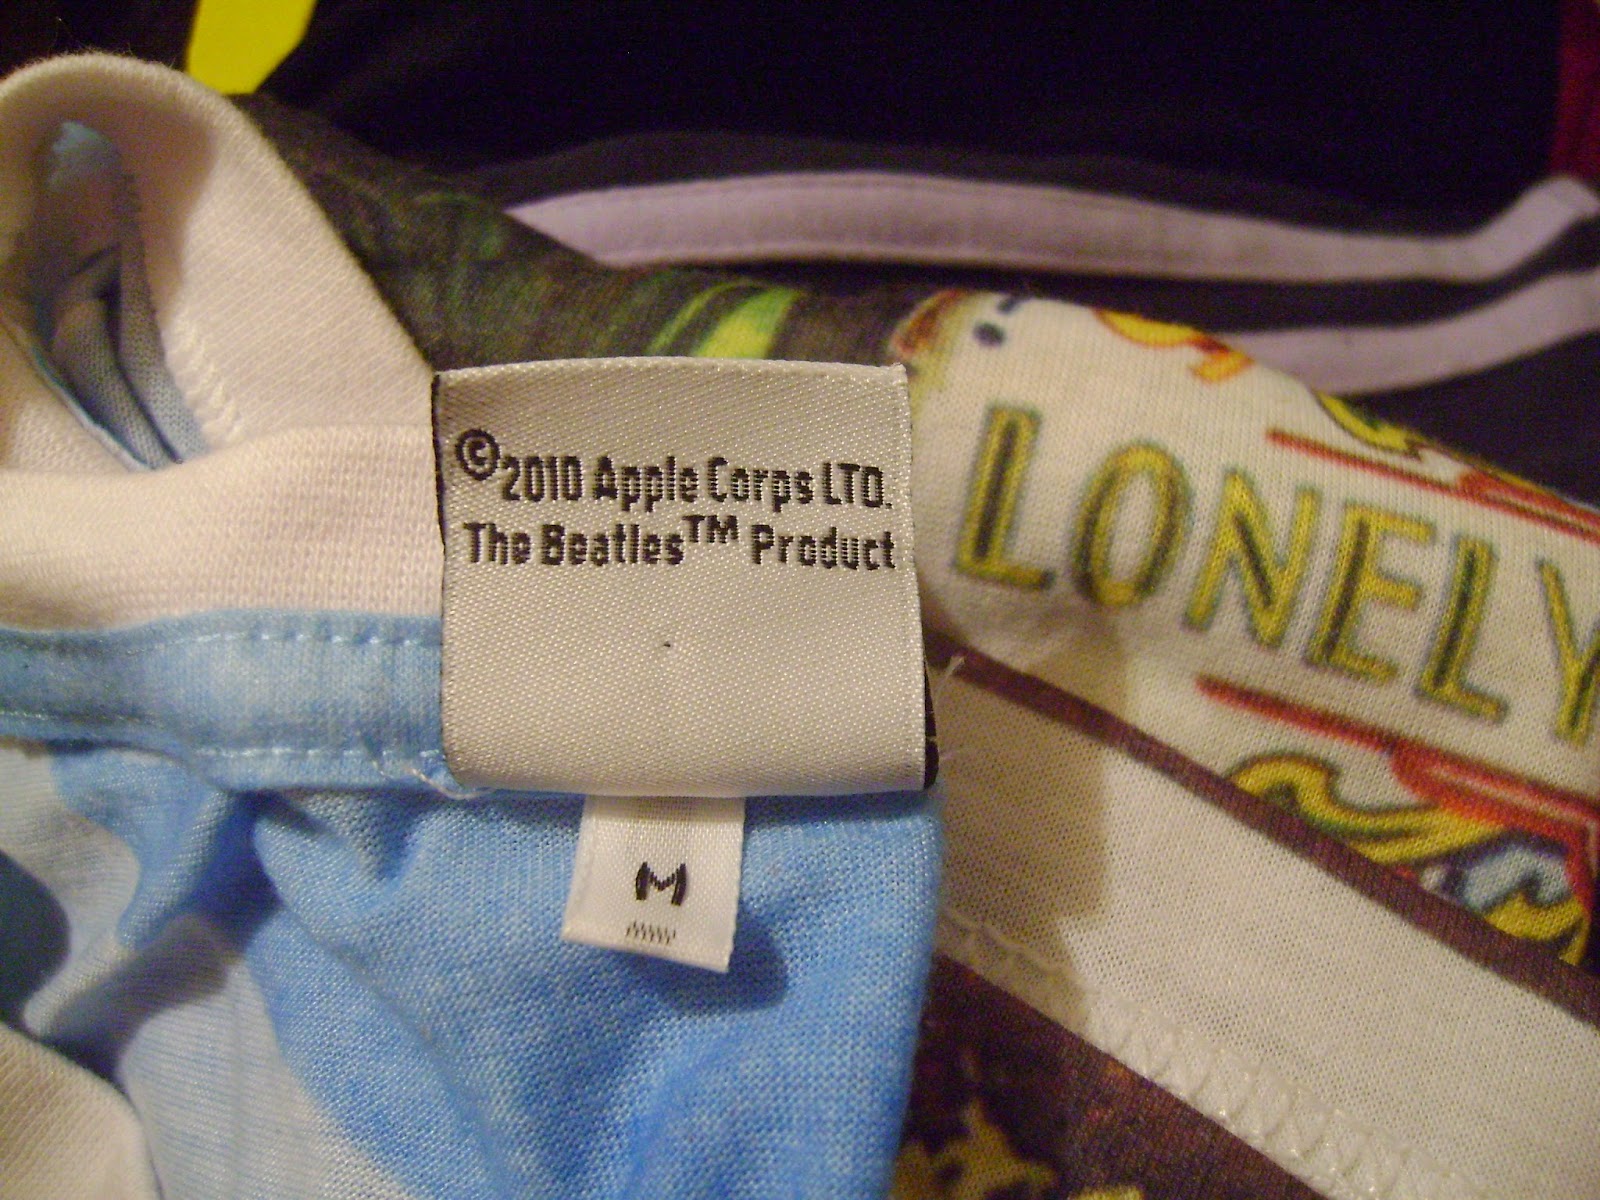 ©2010 Apple Corps LTD.
The Beatles™ Product
M
LONELY